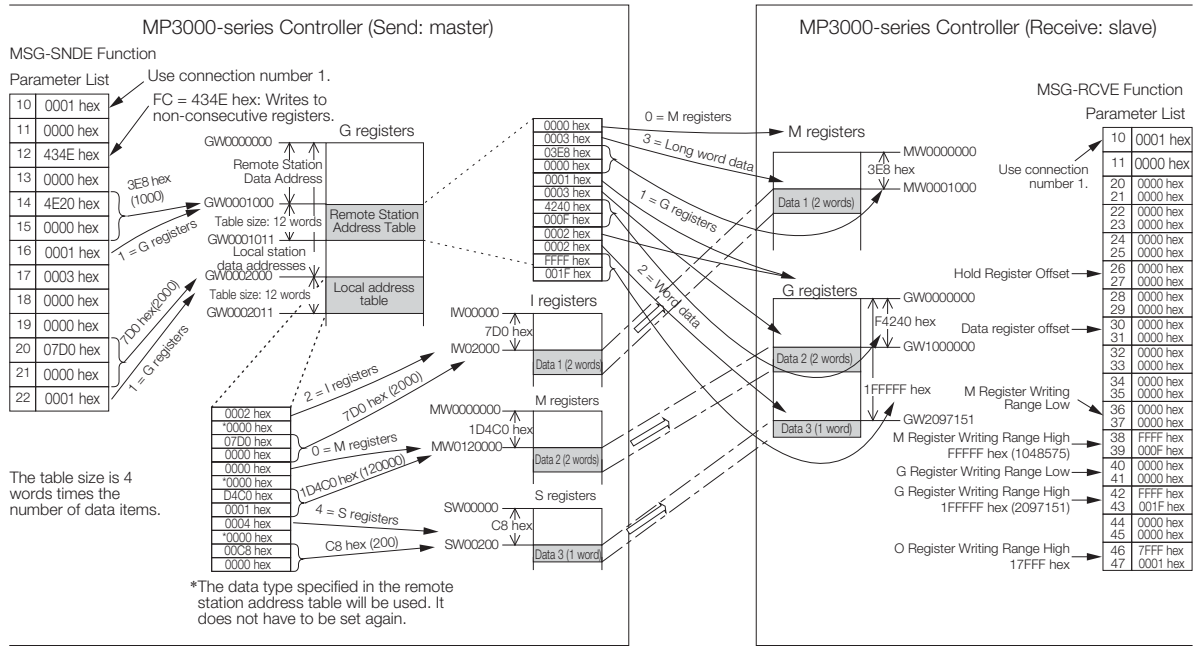 MP3000-series Controller (Send: master)
MSG-SNDE Function
Parameter List
10 0001 hex
11 0000 hex
12 434E hex
13 0000 hex
14 4E20 hex
15 0000 hex
16 0001 hex
17 0003 hex
18 0000 hex
19 0000 hex
20 07D0 hex
21 0000 hex
22 0001 hex
Use connection number 1.
FC = 434E hex: Writes to
non-consecutive registers.
3E8 hex
(1000)
1 = G registers
7D0 hex(2000)
1 = G registers
The table size is 4
words times the
number of data items.
G registers
GW0000000
Remote Station
Data Address
GW0001000
Table size: 12 words
GW0001011
Local station
data addresses
GW0002000
Table size: 12 words
GW0002011
Remote Station
Address Table
Local address
table
0000 hex
0003 hex
03E8 hex
0000 hex
0001 hex
0003 hex
4240 hex
000F hex
0002 hex
0002 hex
FFFF hex
001F hex
0002 hex
*0000 hex
07D0 hex
0000 hex
0000 hex
*0000 hex
D4C0 hex
0001 hex
0004 hex
*0000 hex
00C8 hex
0000 hex
2 = I registers
7D0 hex (2000)
0 = M registers
1D4C0 hex (120000)
4 = S registers
C8 hex (200)
I registers
IW00000
7D0 hex
IW02000
Data 1 (2 words)
M registers
MW0000000
1D4C0 hex
MW0120000
Data 2 (2 words)
S registers
SW00000
C8 hex
SW00200
Data 3 (1 word)
*The data type specified in the remote
station address table will be used. It
does not have to be set again.
0 = M registers
3 = Long word data
1 = G registers
2 = Word data
MP3000-series Controller (Receive: slave)
M registers
MW0000000
3E8 hex
MW0001000
Data 1 (2 words)
G registers
GW0000000
F4240 hex
GW1000000
Data 2 (2 words)
1FFFFF hex
GW2097151
Data 3 (1 word)
MSG-RCVE Function
Parameter List
Use connection
number 1.
Hold Register Offset
Data register offset
M Register Writing
Range Low
M Register Writing Range High
FFFFF hex (1048575)
G Register Writing Range Low
G Register Writing Range High
1FFFFF hex (2097151)
O Register Writing Range High
17FFF hex
10 0001 hex
11 0000 hex
20 0000 hex
21 0000 hex
22 0000 hex
23 0000 hex
24 0000 hex
25 0000 hex
26 0000 hex
27 0000 hex
28 0000 hex
29 0000 hex
30 0000 hex
31 0000 hex
32 0000 hex
33 0000 hex
34 0000 hex
35 0000 hex
36 0000 hex
37 0000 hex
38 FFFF hex
39 000F hex
40 0000 hex
41 0000 hex
42 FFFF hex
43 001F hex
44 0000 hex
45 0000 hex
46 7FFF hex
47 0001 hex